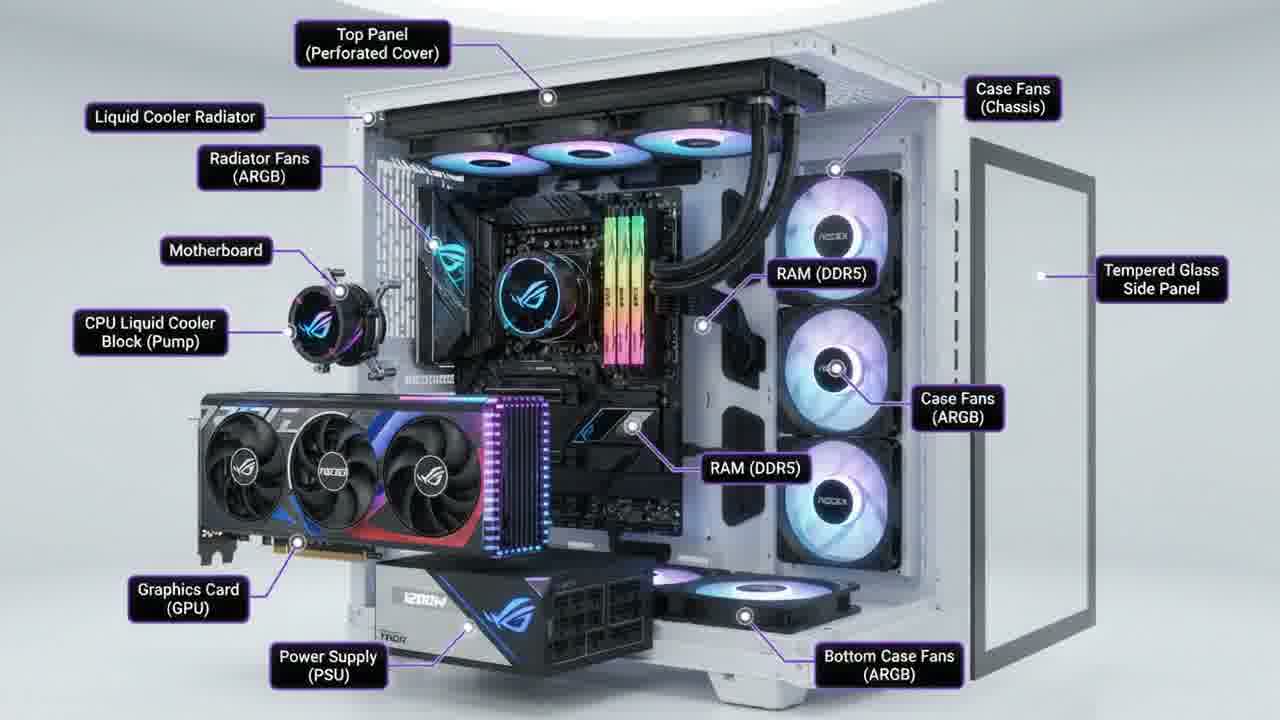 Top Panel
(Perforated Cover)
Liquid Cooler Radiator
Case Fans
(Chassis)
Radiator Fans
(ARGB)
Motherboard
RAM (DDR5)
Tempered Glass
Side Panel
CPU Liquid Cooler
Block (Pump)
Case Fans
(ARGB)
RAM (DDR5)
Graphics Card
(GPU)
1200W
THOR
Power Supply
(PSU)
Bottom Case Fans
(ARGB)